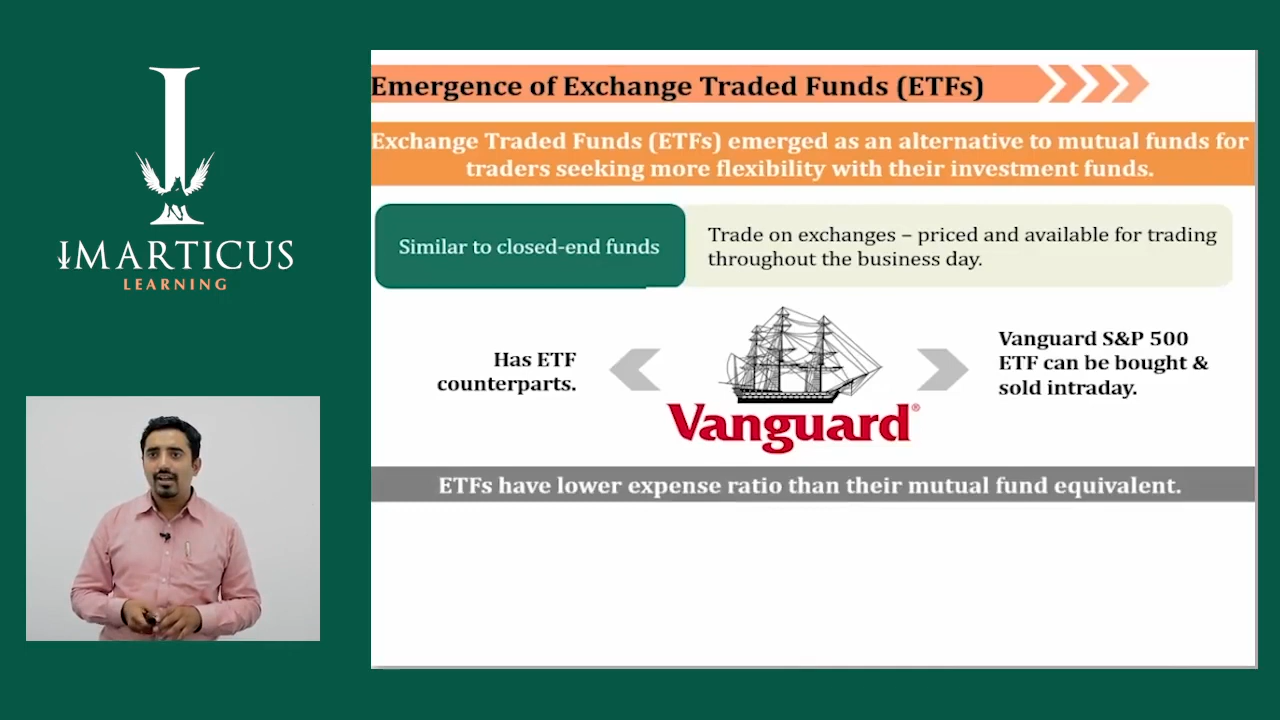 IMARTICUS
LEARNING
Emergence of Exchange Traded Funds (ETFs)
Exchange Traded Funds (ETFs) emerged as an alternative to mutual funds for
traders seeking more flexibility with their investment funds.
Similar to closed-end funds
Trade on exchanges – priced and available for trading
throughout the business day.
Has ETF
counterparts.
Vanguard®
Vanguard S&P 500
ETF can be bought &
sold intraday.
ETFs have lower expense ratio than their mutual fund equivalent.